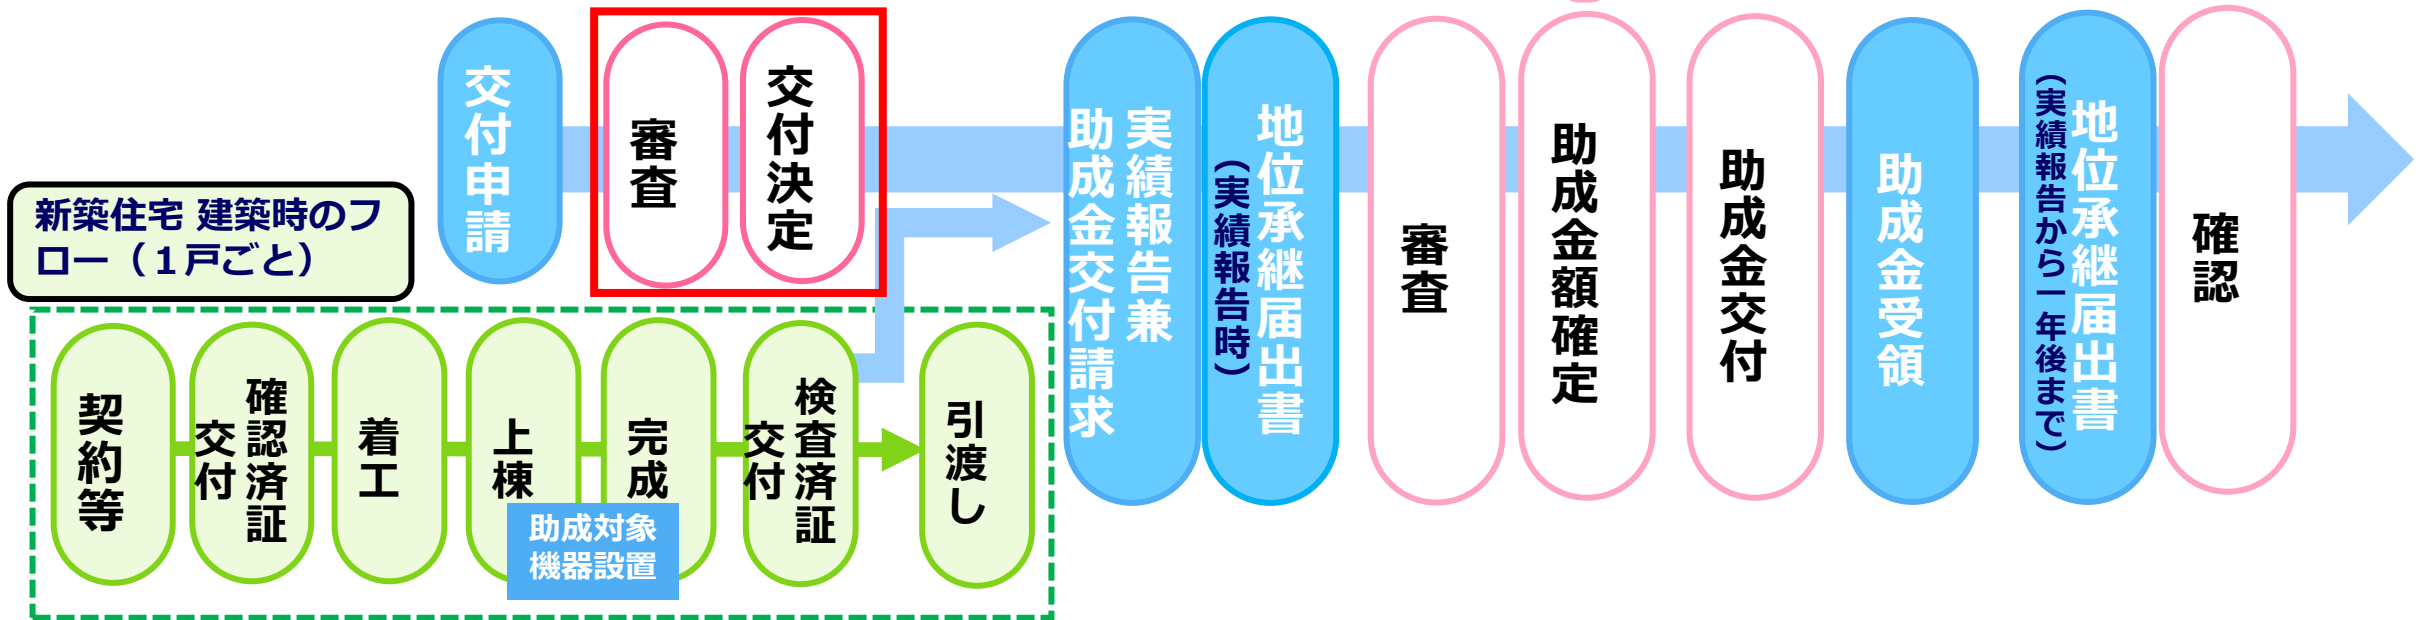 交付申請
審査
交付決定
実績報告兼
助成金交付請求
地位承継届出書
（実績報告時）
審査
助成金額確定
助成金交付
助成金受領
地位承継届出書
（実績報告から一年後まで）
確認
新築住宅 建築時のフ
ロー（１戸ごと）
契約等
確認済証
交付
着工
上棟
完成
助成対象
機器設置
検査済証
交付
引渡し